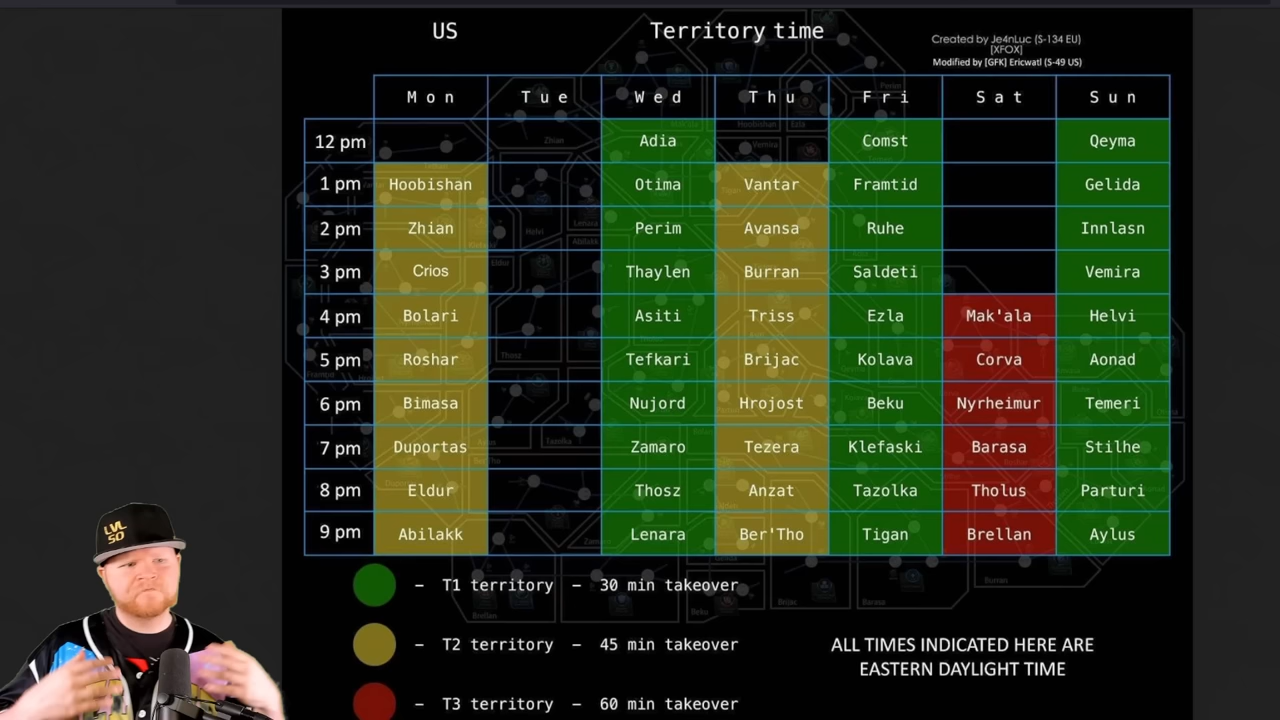 US Territory time
Created by Je4nLuc (S-134 EU)
[XFOX]
Modified by [GFK] Ericwatl (S-49 US)
Mon Tue Wed Thu Fri Sat Sun
12 pm Adia Comst Qeyma
1 pm Hoobishan Otima Vantar Framtid Gelida
2 pm Zhian Perim Avansa Ruhe Innlasn
3 pm Crios Thaylen Burran Saldeti Vemira
4 pm Bolari Asiti Triss Ezla Mak'ala Helvi
5 pm Roshar Tefkari Brijac Kolava Corva Aonad
6 pm Bimasa Nujord Hrojost Beku Nyrheimur Temeri
7 pm Duportas Zamaro Tezera Klefaski Barasa Stilhe
8 pm Eldur Thosz Anzat Tazolka Tholus Parturi
9 pm Abilakk Lenara Ber'Tho Tigan Brellan Aylus
– T1 territory – 30 min takeover
– T2 territory – 45 min takeover
– T3 territory – 60 min takeover
ALL TIMES INDICATED HERE ARE
EASTERN DAYLIGHT TIME
LVL
SO